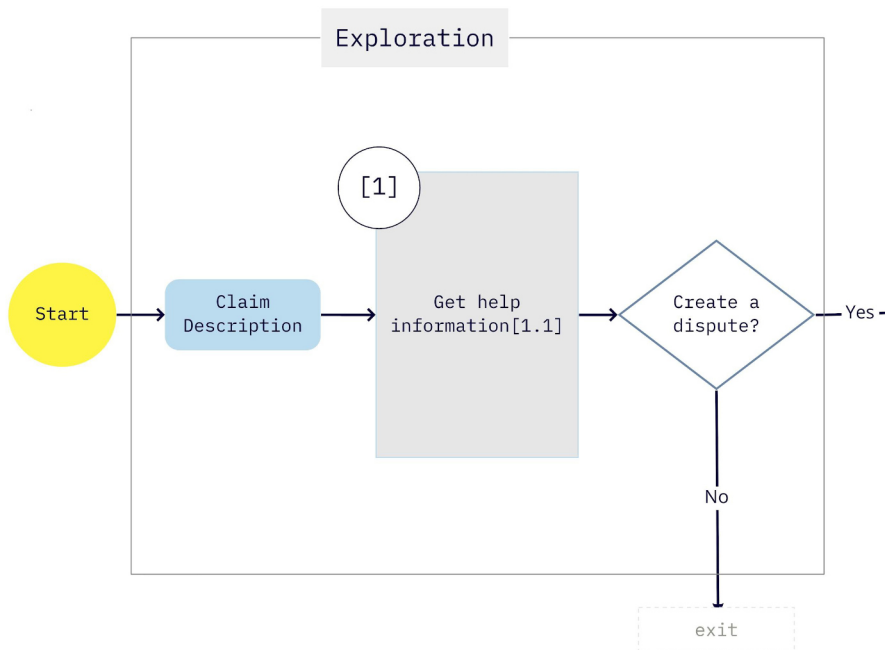 Exploration
[1]
Start
Claim
Description
Get help
information[1.1]
Create a
dispute?
Yes
No
exit